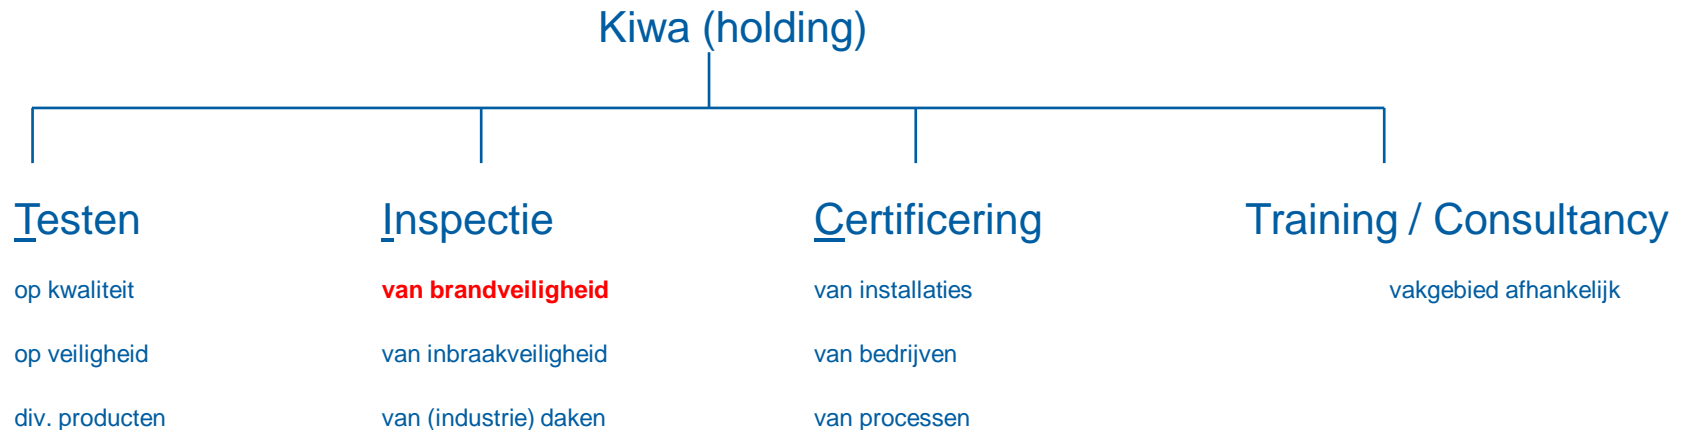 Kiwa (holding)
Testen
Inspectie
Certificering
Training / Consultancy
op kwaliteit
van brandveiligheid
van installaties
vakgebied afhankelijk
op veiligheid
van inbraakveiligheid
van bedrijven
div. producten
van (industrie) daken
van processen